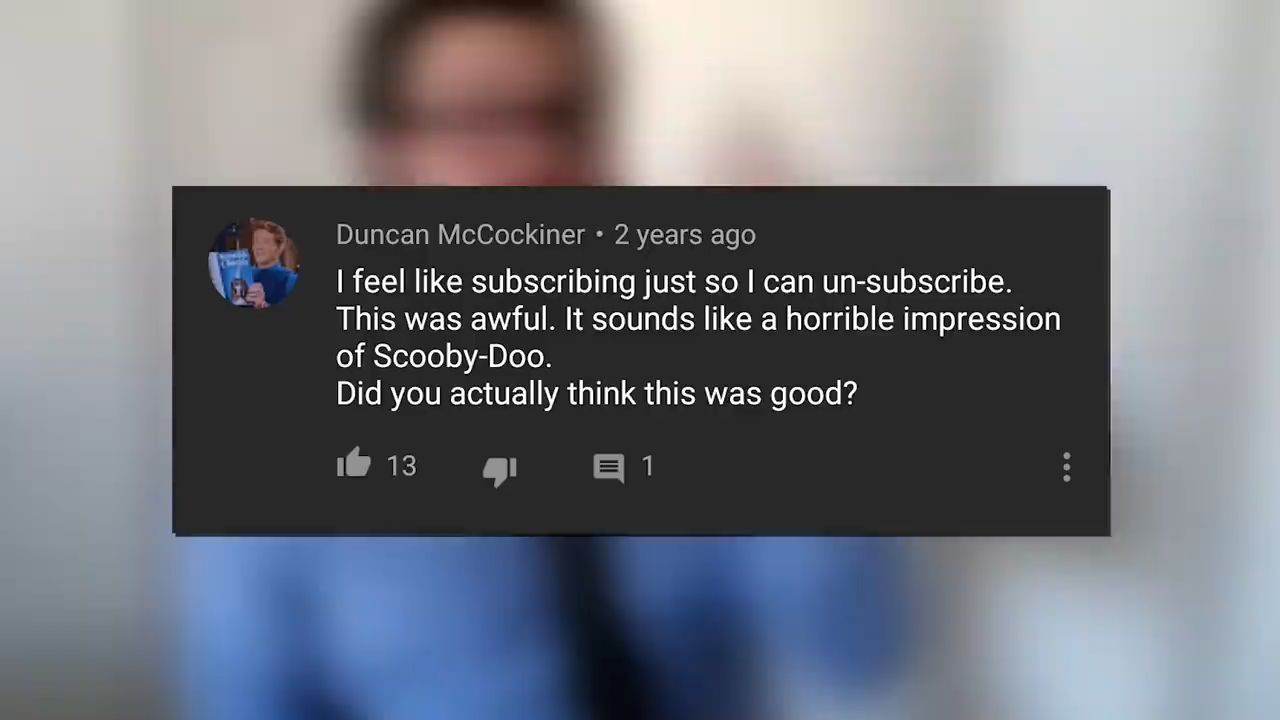 Duncan McCockiner • 2 years ago
I feel like subscribing just so I can un-subscribe.
This was awful. It sounds like a horrible impression
of Scooby-Doo.
Did you actually think this was good?
13 1